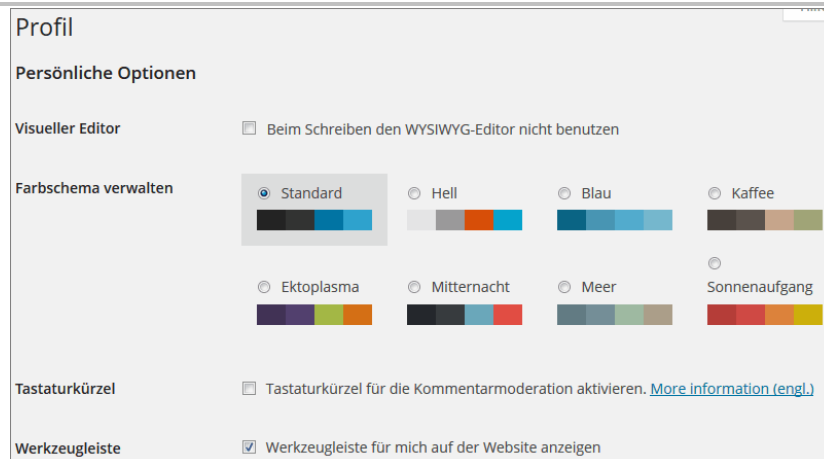 Profil
Persönliche Optionen
Visueller Editor Beim Schreiben den WYSIWYG-Editor nicht benutzen
Farbschema verwalten Standard Hell Blau Kaffee
Ektoplasma Mitternacht Meer Sonnenaufgang
Tastaturkürzel Tastaturkürzel für die Kommentarmoderation aktivieren. More information (engl.)
Werkzeugleiste Werkzeugleiste für mich auf der Website anzeigen